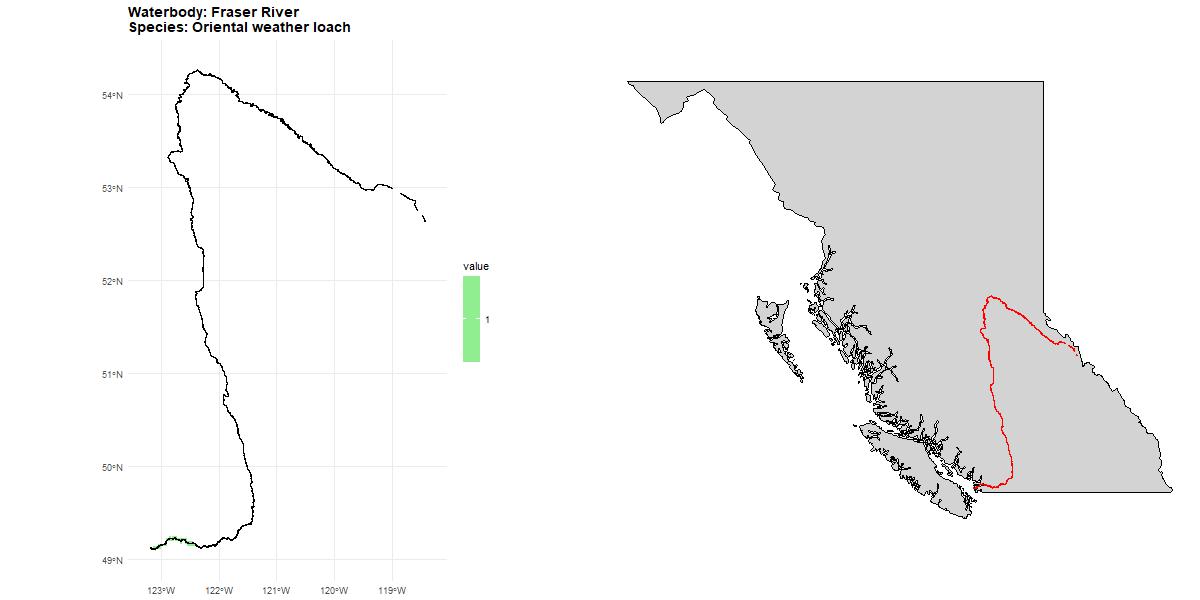 Waterbody: Fraser River
Species: Oriental weather loach
54°N
53°N
52°N
51°N
50°N
49°N
123°W 122°W 121°W 120°W 119°W
value
1